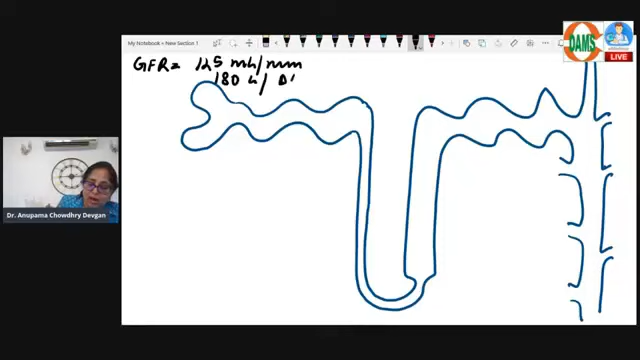 My Notebook » New Section 1
DAMS
LIVE
GFR = 125 ml/min
180 L/D
Dr. Anupama Chowdhry Devgan